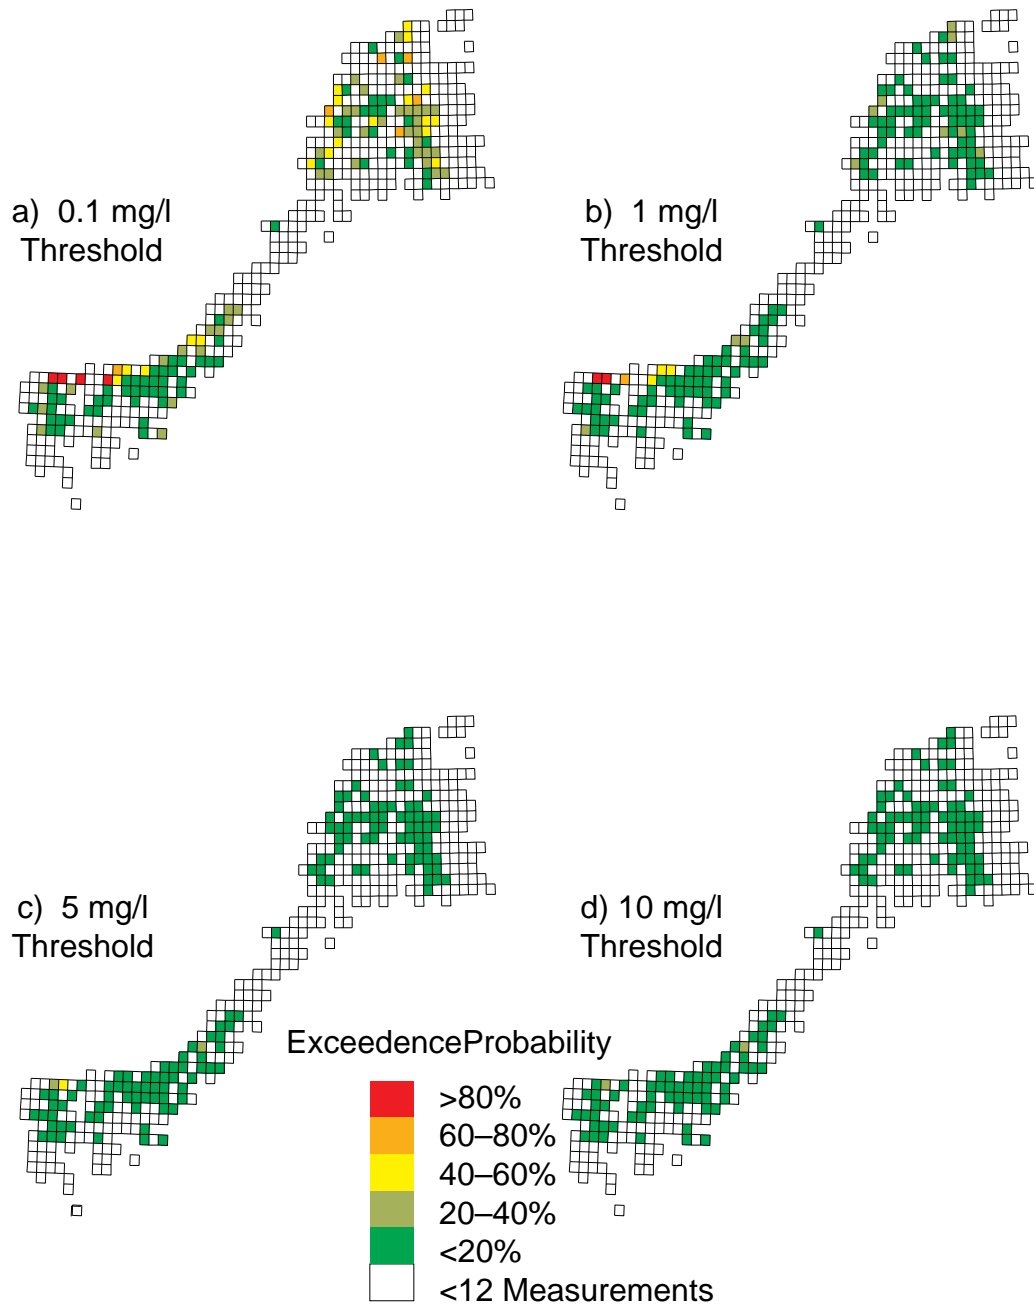 a) 0.1 mg/l
Threshold
b) 1 mg/l
Threshold
c) 5 mg/l
Threshold
d) 10 mg/l
Threshold
ExceedenceProbability
>80%
60–80%
40–60%
20–40%
<20%
<12 Measurements